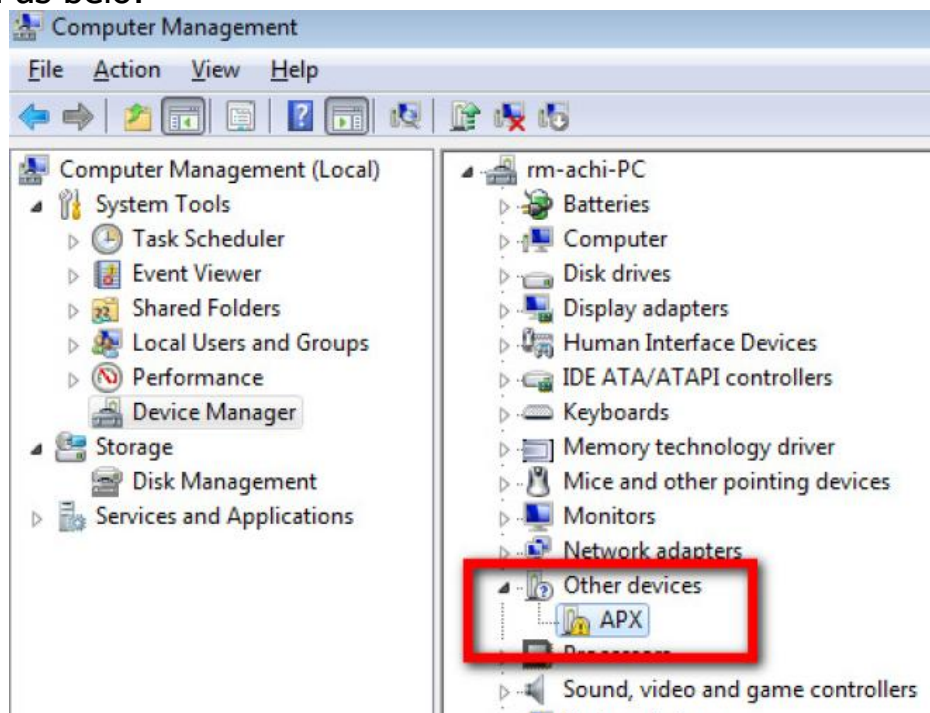 as belo.
Computer Management
File Action View Help
Computer Management (Local)
System Tools
Task Scheduler
Event Viewer
Shared Folders
Local Users and Groups
Performance
Device Manager
Storage
Disk Management
Services and Applications
rm-achi-PC
Batteries
Computer
Disk drives
Display adapters
Human Interface Devices
IDE ATA/ATAPI controllers
Keyboards
Memory technology driver
Mice and other pointing devices
Monitors
Network adapters
Other devices
APX
Processors
Sound, video and game controllers